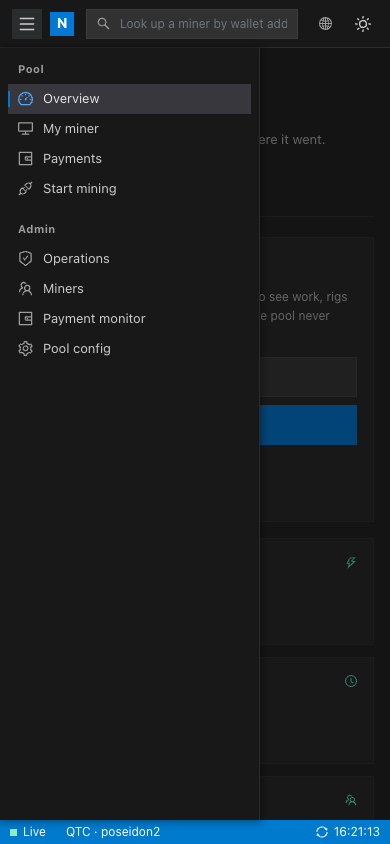 N
Look up a miner by wallet add
Pool
Overview
My miner
Payments
Start mining
Admin
Operations
Miners
Payment monitor
Pool config
ere it went.
o see work, rigs
e pool never
Live
QTC · poseidon2
16:21:13